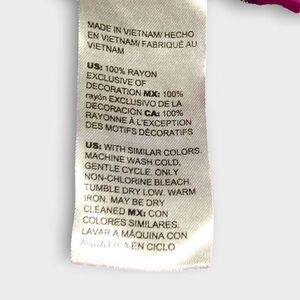 MADE IN VIETNAM/ HECHO
EN VIETNAM/ FABRIQUÉ AU
VIETNAM
US: 100% RAYON
EXCLUSIVE OF
DECORATION MX: 100%
rayón EXCLUSIVO DE LA
DECORACIÓN CA: 100%
RAYONNE À L'EXCEPTION
DES MOTIFS DÉCORATIFS
US: WITH SIMILAR COLORS.
MACHINE WASH COLD,
GENTLE CYCLE. ONLY
NON-CHLORINE BLEACH.
TUMBLE DRY LOW. WARM
IRON. MAY BE DRY
CLEANED MX: CON
COLORES SIMILARES.
LAVAR A MÁQUINA CON
AGUA FRÍA EN CICLO